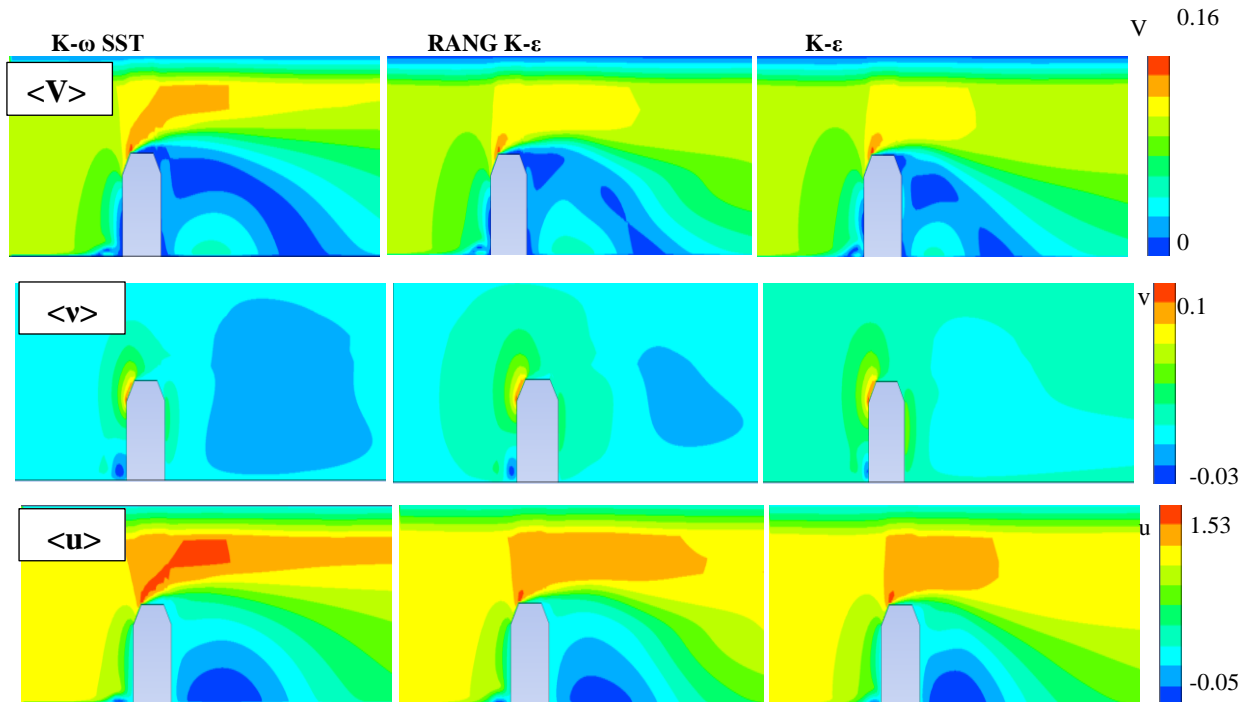 V 0.16
K-ω SST RANG K-ε K-ε
<V>
0
<v>
v 0.1
-0.03
<u>
u 1.53
-0.05